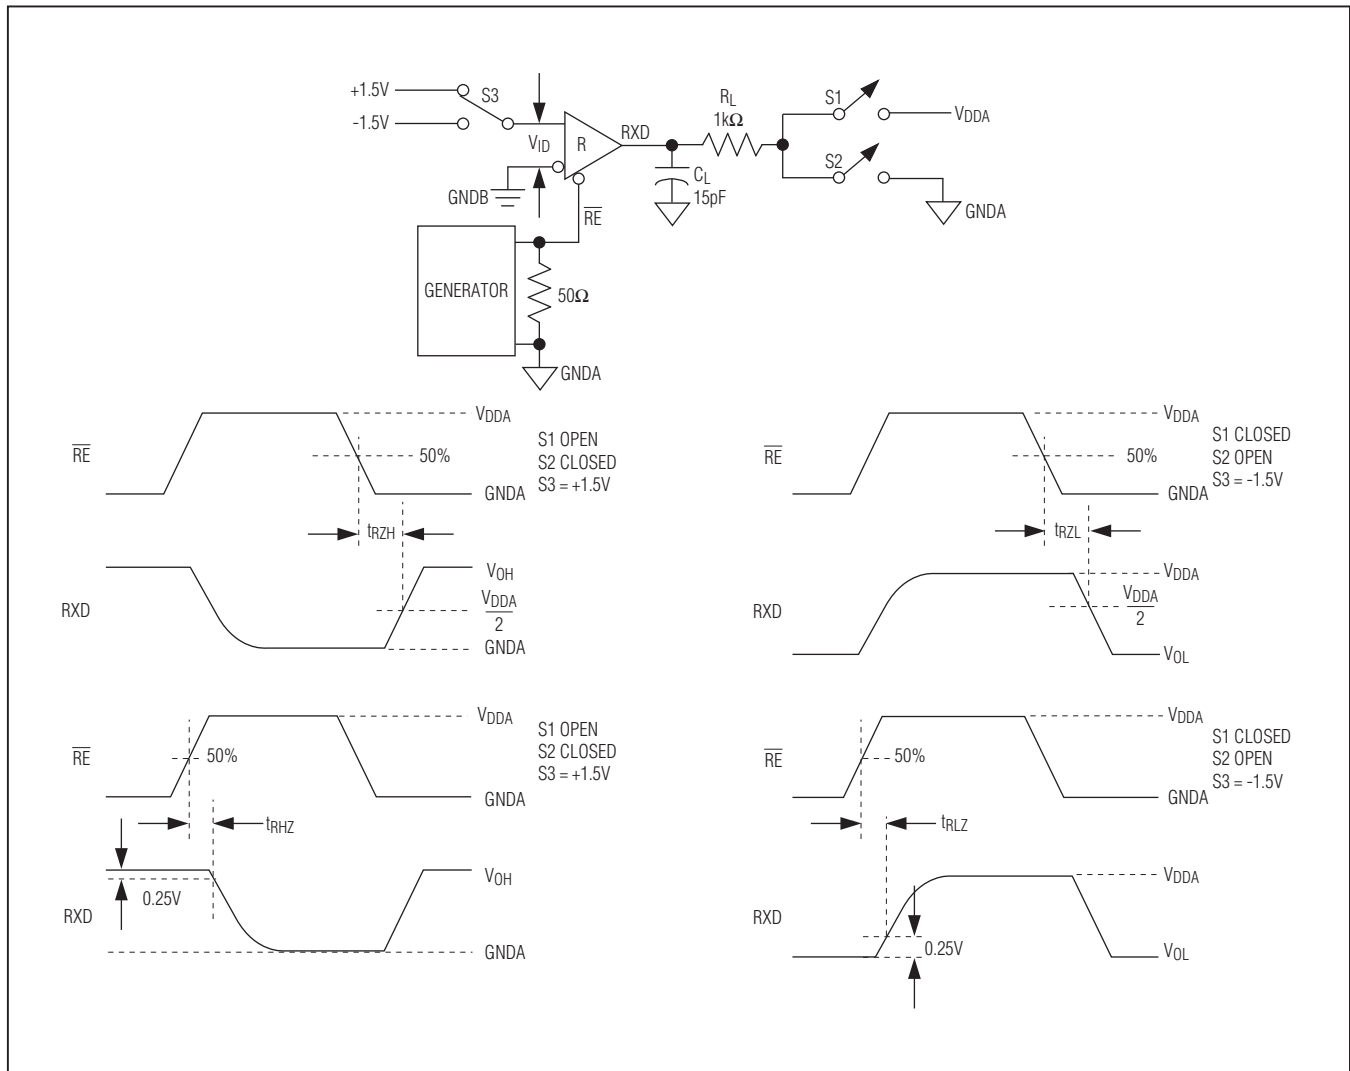 +1.5V
-1.5V
S3
VID
R
RXD
RL
1kΩ
S1
VDDA
S2
CL
15pF
GNDA
GNDB
RE
GENERATOR
50Ω
GNDA
RE
VDDA
50%
GNDA
S1 OPEN
S2 CLOSED
S3 = +1.5V
tRZH
RXD
VOH
VDDA
2
GNDA
RE
VDDA
50%
GNDA
S1 CLOSED
S2 OPEN
S3 = -1.5V
tRZL
RXD
VDDA
VDDA
2
VOL
RE
VDDA
50%
GNDA
S1 OPEN
S2 CLOSED
S3 = +1.5V
tRHZ
RXD
0.25V
VOH
GNDA
RE
VDDA
50%
GNDA
S1 CLOSED
S2 OPEN
S3 = -1.5V
tRLZ
RXD
VDDA
0.25V
VOL